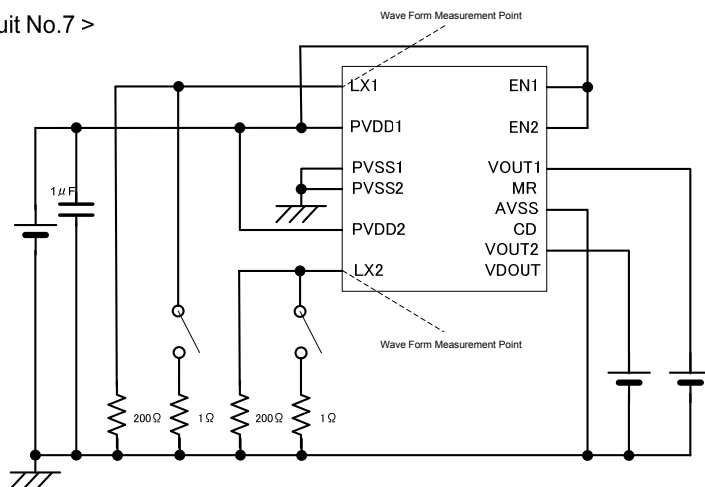 uit No.7 >
Wave Form Measurement Point
LX1
EN1
PVDD1
EN2
PVSS1
VOUT1
PVSS2
MR
AVSS
PVDD2
CD
VOUT2
LX2
VDOUT
1μF
Wave Form Measurement Point
200Ω
1Ω
200Ω
1Ω